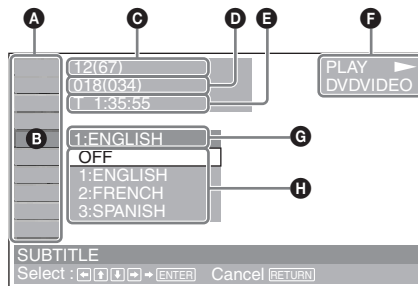 A
C
D
E
F
12(67)
018(034)
T 1:35:55
PLAY
DVDVIDEO
B
1:ENGLISH
G
OFF
1:ENGLISH
2:FRENCH
3:SPANISH
H
SUBTITLE
Select : ENTER Cancel RETURN